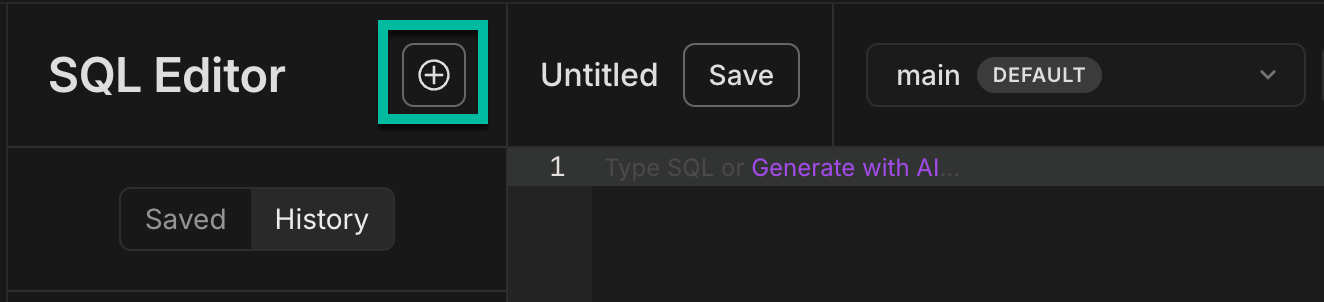 SQL Editor
Untitled
Save
main DEFAULT
Saved
History
1 Type SQL or Generate with AI...